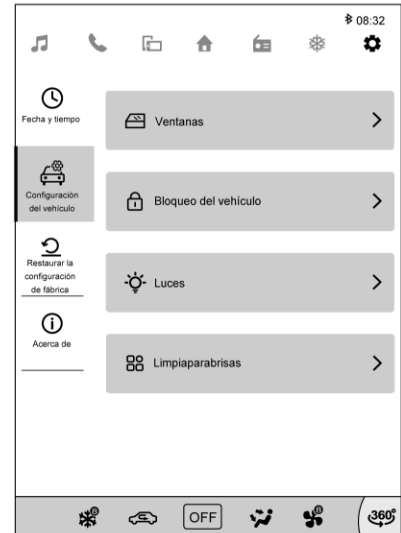 08:32
Fecha y tiempo
Ventanas
Configuración
del vehículo
Bloqueo del vehículo
Restaurar la
configuración
de fábrica
Luces
Acerca de
Limpiaparabrisas
OFF
360°